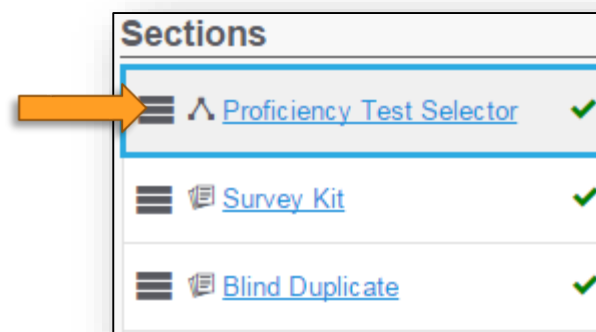 Sections
Proficiency Test Selector
Survey Kit
Blind Duplicate